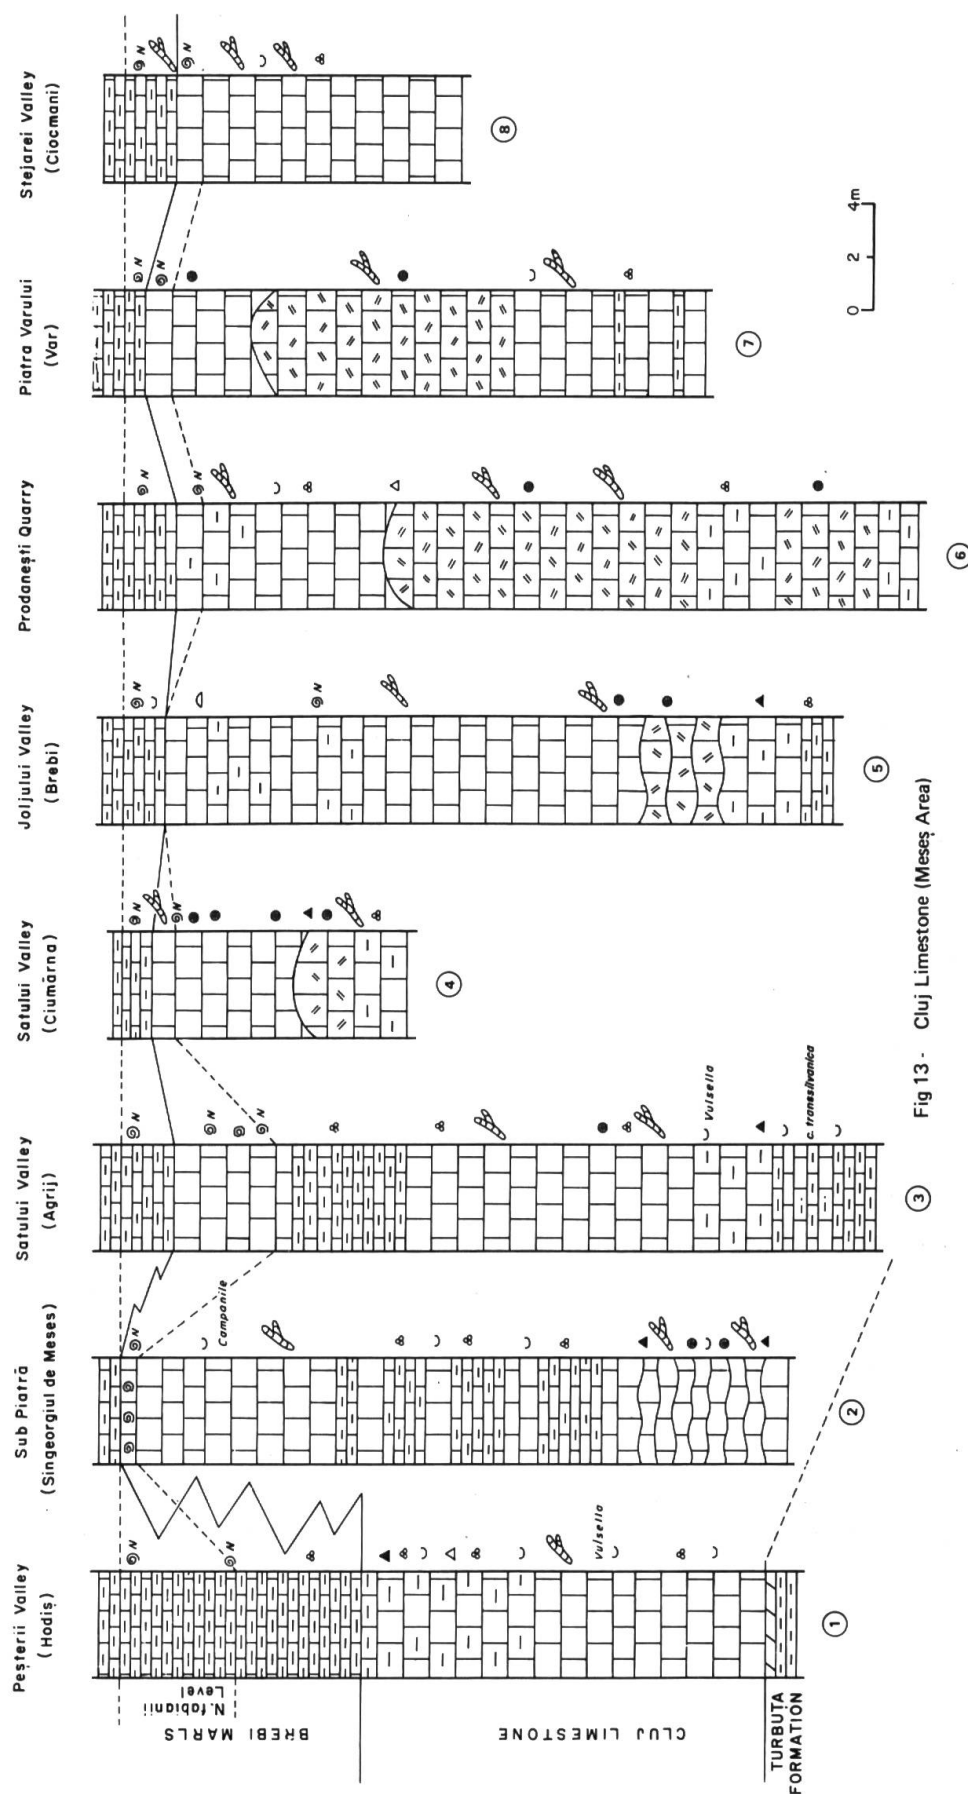 Peșterii Valley
(Hodiș)
Sub Piatră
(Singeorgiul de Meses)
Satului Valley
(Agrij)
Satului Valley
(Ciumărna)
Joljului Valley
(Brebi)
Prodanești Quarry
Piatra Varului
(Var)
Stejarei Valley
(Ciocmani)
N. fabianii
Level
BREBI MARLS
CLUJ LIMESTONE
TURBUȚA
FORMATION
N
N
Vulsella
N
Campanile
N
N
Vulsella
c. transsilvanica
N
N
N
N
N
N
N
N
N
N
1
2
3
4
5
6
7
8
0 2 4m
Fig 13 - Cluj Limestone (Meseș Area)